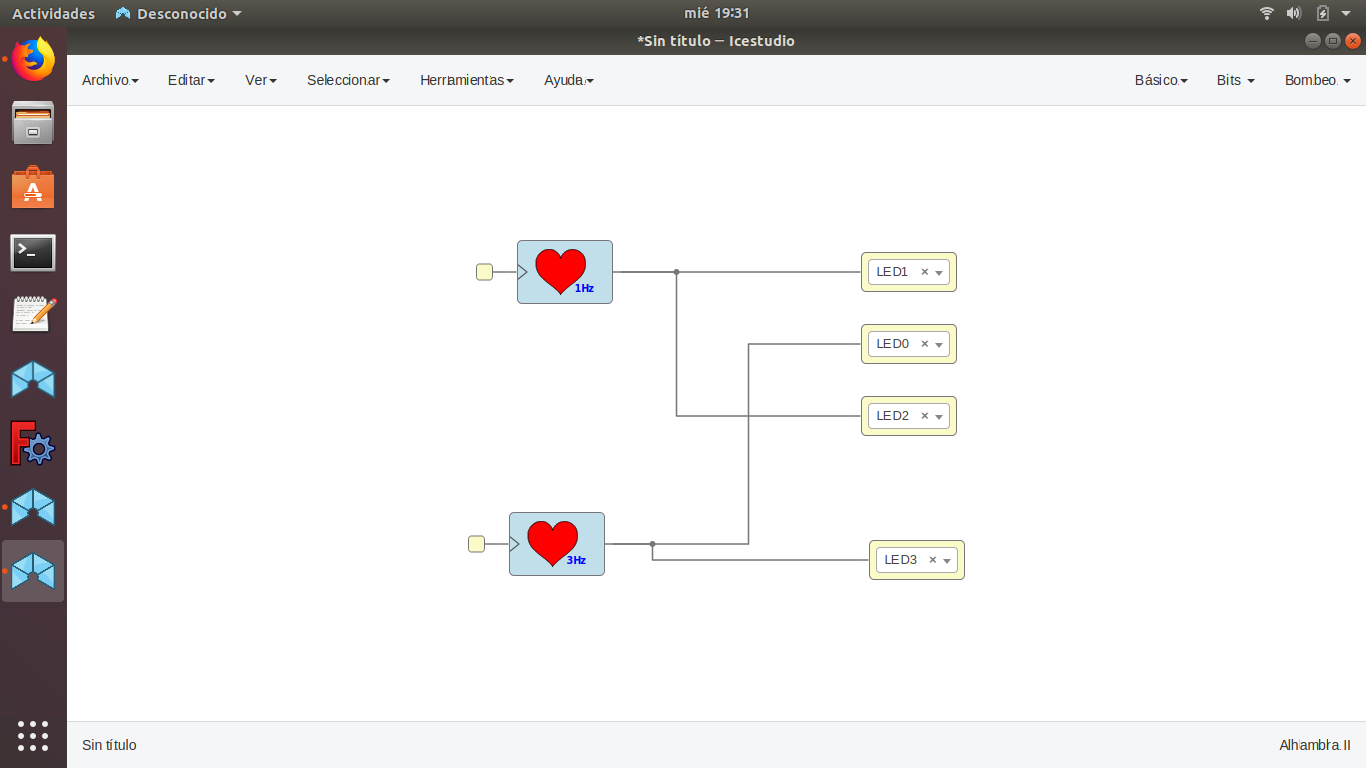 Actividades Desconocido mié 19:31
*Sin título – Icestudio
Archivo Editar Ver Seleccionar Herramientas Ayuda Básico Bits Bombeo
1Hz
LED1 ×
LED0 ×
LED2 ×
3Hz
LED3 ×
Sin título Alhambra II